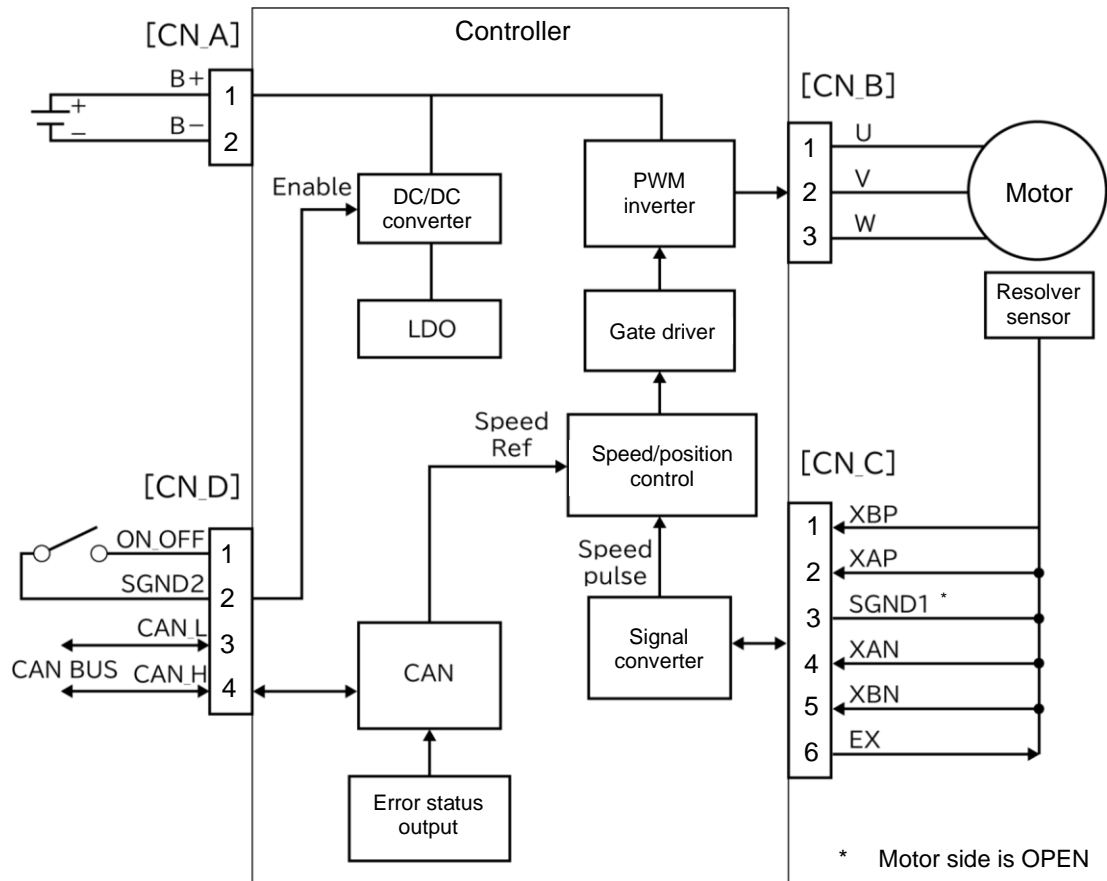 Controller
[CN_A]
B+
1
+
−
B−
2
[CN_B]
U
1
V
2
W
3
Motor
Enable
DC/DC
converter
PWM
inverter
LDO
Gate driver
Resolver
sensor
Speed
Ref
Speed/position
control
[CN_D]
ON_OFF
1
SGND2
2
CAN_L
3
CAN BUS
CAN_H
4
CAN
Speed
pulse
Signal
converter
[CN_C]
1
XBP
2
XAP
3
SGND1 *
4
XAN
5
XBN
6
EX
Error status
output
* Motor side is OPEN